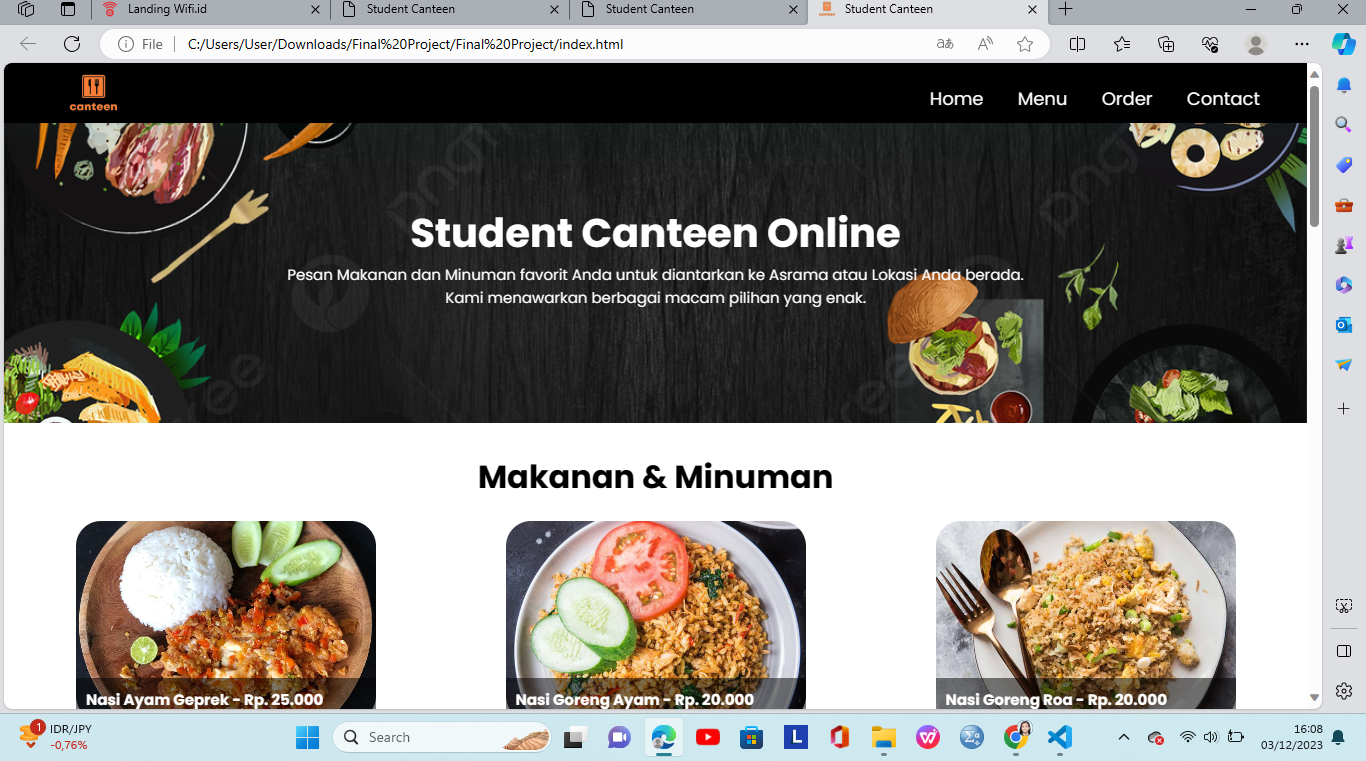 Landing Wifi.id
Student Canteen
Student Canteen
Student Canteen
File
C:/Users/User/Downloads/Final%20Project/Final%20Project/index.html
canteen
Home
Menu
Order
Contact
Student Canteen Online
Pesan Makanan dan Minuman favorit Anda untuk diantarkan ke Asrama atau Lokasi Anda berada.
Kami menawarkan berbagai macam pilihan yang enak.
Makanan & Minuman
Nasi Ayam Geprek - Rp. 25.000
Nasi Goreng Ayam - Rp. 20.000
Nasi Goreng Roa - Rp. 20.000
1
IDR/JPY
-0,76%
Search
L
16:08
03/12/2023